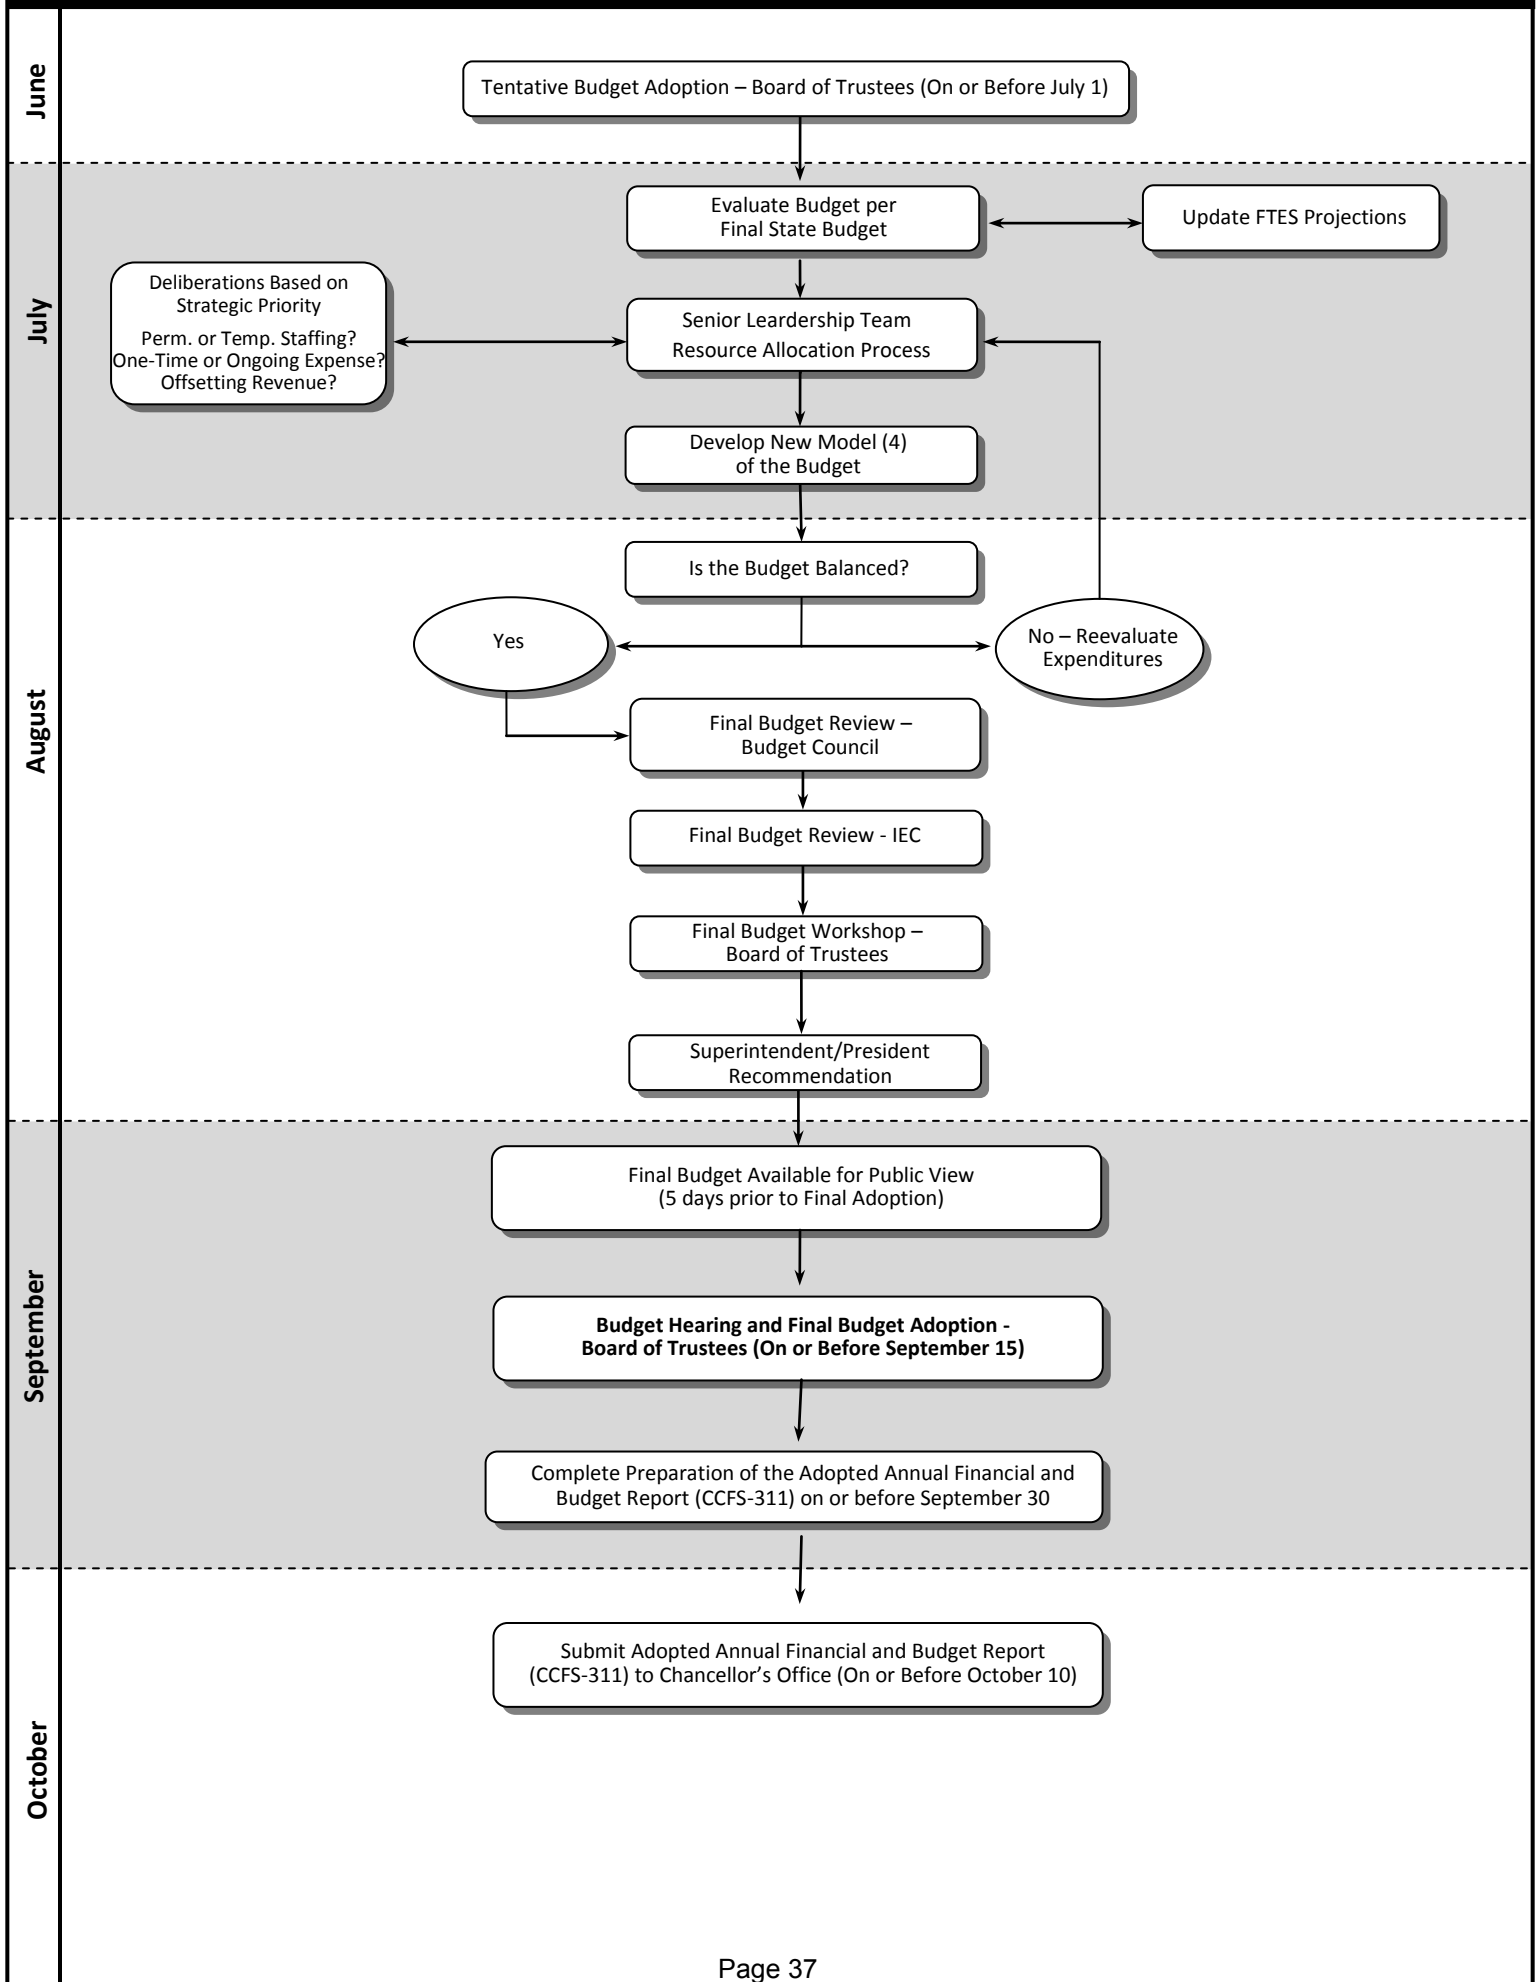 June
Tentative Budget Adoption – Board of Trustees (On or Before July 1)
July
Evaluate Budget per
Final State Budget
Update FTES Projections
Deliberations Based on
Strategic Priority
Perm. or Temp. Staffing?
One-Time or Ongoing Expense?
Offsetting Revenue?
Senior Leardership Team
Resource Allocation Process
Develop New Model (4)
of the Budget
August
Is the Budget Balanced?
Yes
No – Reevaluate
Expenditures
Final Budget Review –
Budget Council
Final Budget Review - IEC
Final Budget Workshop –
Board of Trustees
Superintendent/President
Recommendation
September
Final Budget Available for Public View
(5 days prior to Final Adoption)
Budget Hearing and Final Budget Adoption -
Board of Trustees (On or Before September 15)
Complete Preparation of the Adopted Annual Financial and
Budget Report (CCFS-311) on or before September 30
October
Submit Adopted Annual Financial and Budget Report
(CCFS-311) to Chancellor’s Office (On or Before October 10)
Page 37